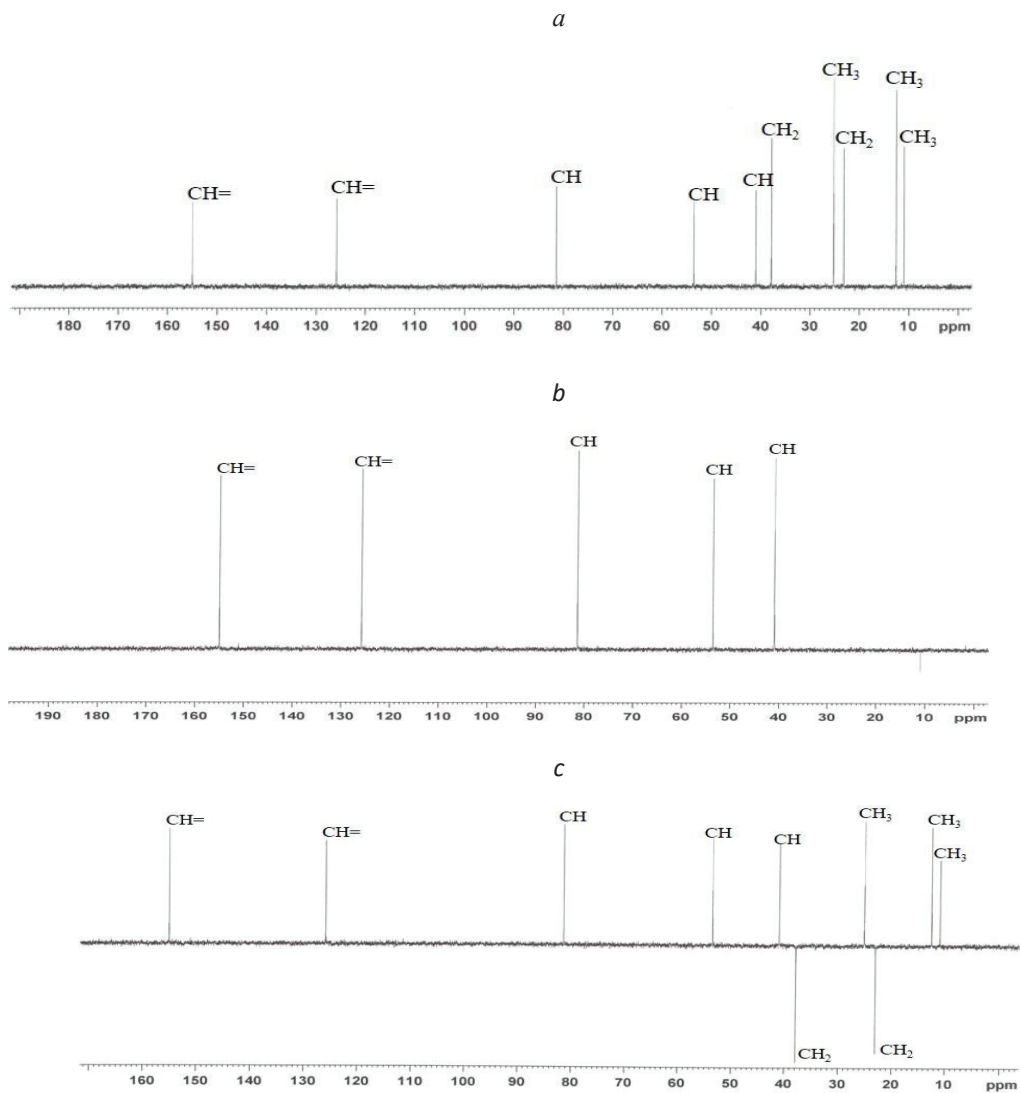 a
CH₃
CH₃
CH₂
CH₂
CH₃
CH=
CH=
CH
CH
CH
180 170 160 150 140 130 120 110 100 90 80 70 60 50 40 30 20 10 ppm
b
CH=
CH=
CH
CH
CH
190 180 170 160 150 140 130 120 110 100 90 80 70 60 50 40 30 20 10 ppm
c
CH=
CH=
CH
CH
CH
CH₃
CH₃
CH₃
CH₂
CH₂
160 150 140 130 120 110 100 90 80 70 60 50 40 30 20 10 ppm